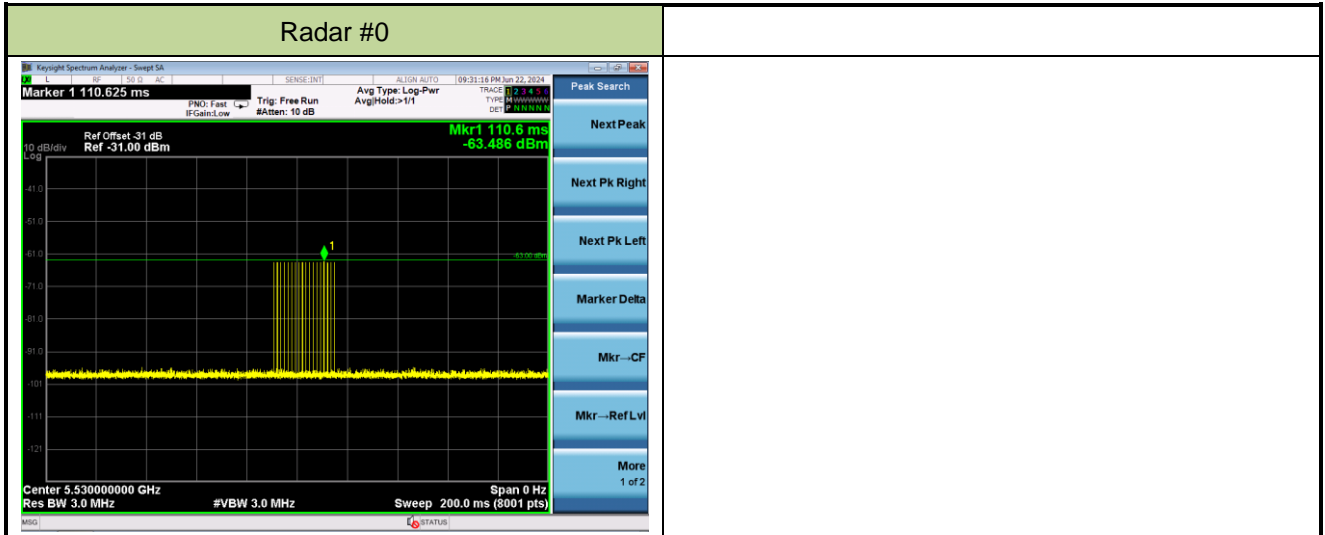 Radar #0
Keysight Spectrum Analyzer - Swept SA
L RF 50 Ω AC SENSE:INT ALIGN AUTO 09:31:16 PM Jun 22, 2024
Marker 1 110.625 ms
PNO: Fast
IFGain:Low
Trig: Free Run
#Atten: 10 dB
Avg Type: Log-Pwr
Avg|Hold:>1/1
TRACE 1 2 3 4 5 6
TYPE M WWWWW
DET P N N N N N
Peak Search
Mkr1 110.6 ms
-63.486 dBm
Ref Offset -31 dB
10 dB/div Ref -31.00 dBm
Log
Next Peak
-41.0
Next Pk Right
-51.0
1
Next Pk Left
-61.0
-63.00 dBm
-71.0
Marker Delta
-81.0
-91.0
Mkr→CF
-101
-111
Mkr→Ref Lvl
-121
More
1 of 2
Center 5.530000000 GHz Span 0 Hz
Res BW 3.0 MHz #VBW 3.0 MHz Sweep 200.0 ms (8001 pts)
MSG STATUS